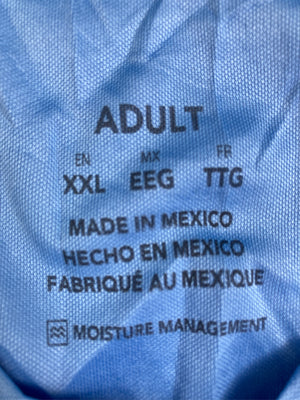 ADULT
EN MX FR
XXL EEG TTG
MADE IN MEXICO
HECHO EN MEXICO
FABRIQUÉ AU MEXIQUE
MOISTURE MANAGEMENT